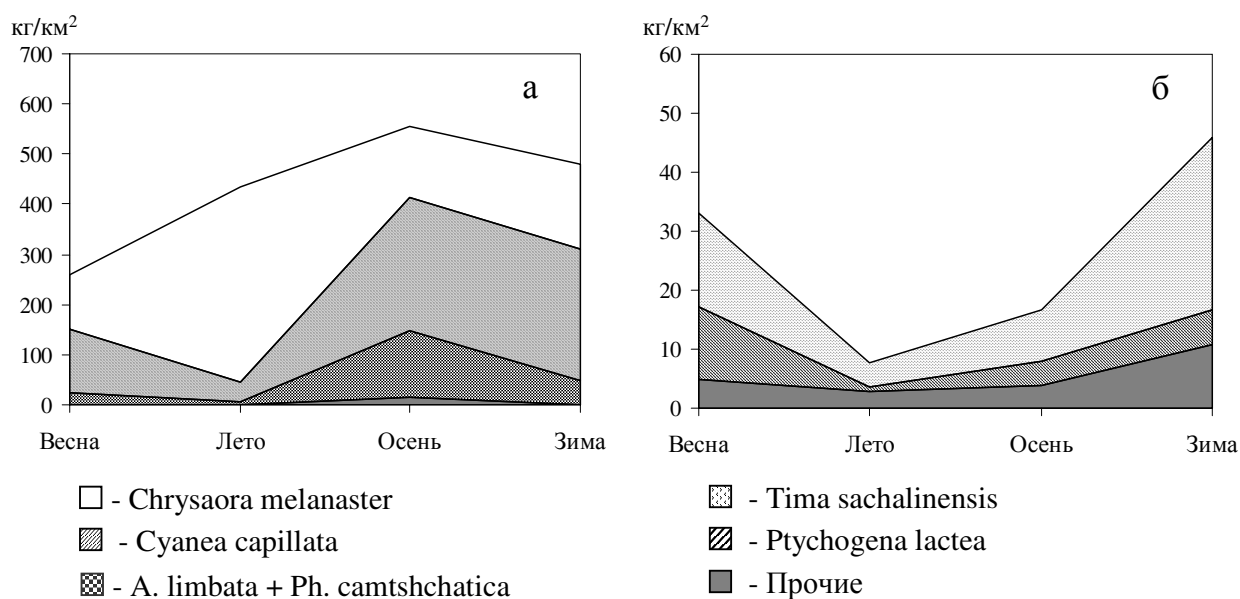 кг/км²
700
600
500
400
300
200
100
0
а
Весна Лето Осень Зима
- Chrysaora melanaster
- Cyanea capillata
- A. limbata + Ph. camtshchatica
кг/км²
60
50
40
30
20
10
0
б
Весна Лето Осень Зима
- Tima sachalinensis
- Ptychogena lactea
- Прочие